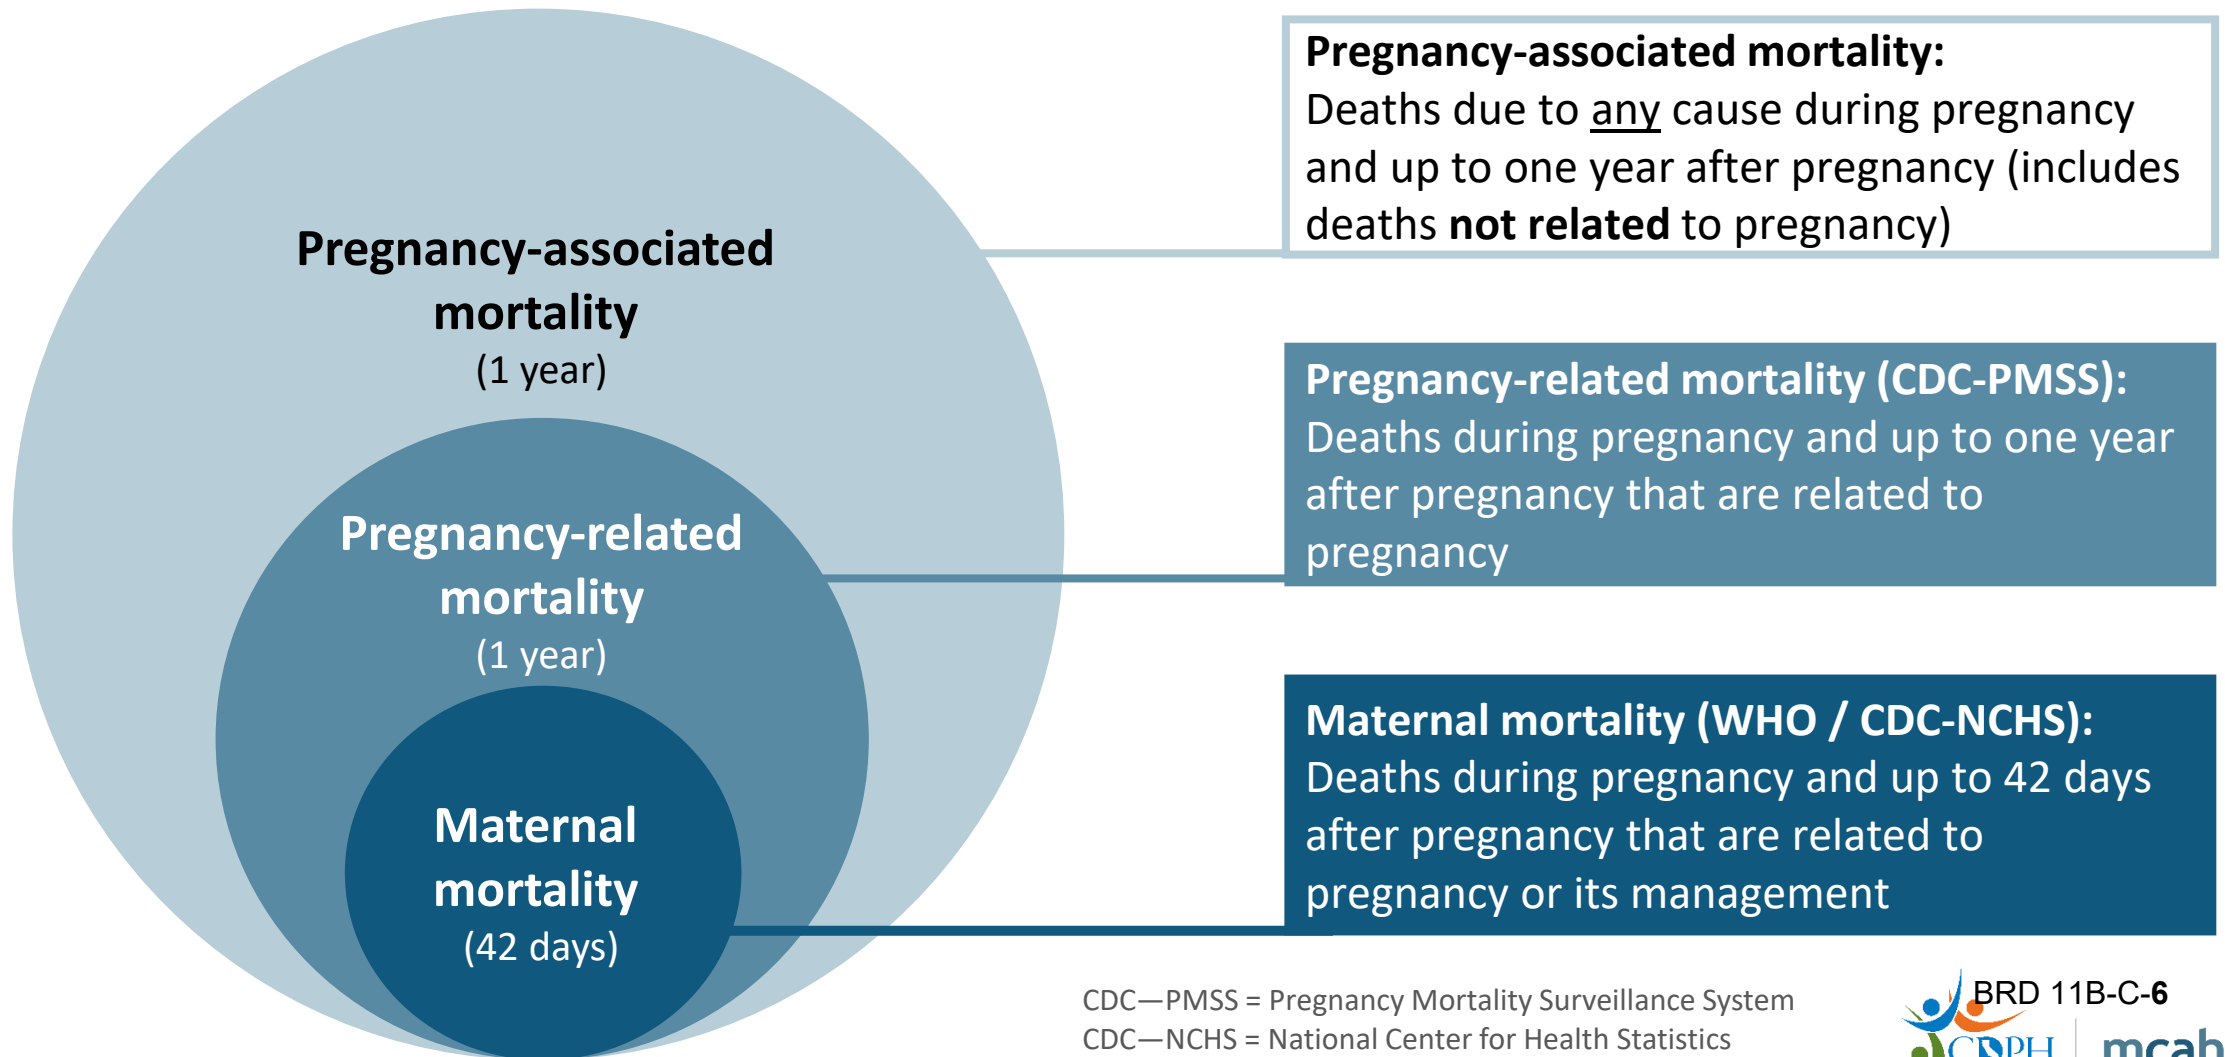 Pregnancy-associated
mortality
(1 year)
Pregnancy-related
mortality
(1 year)
Maternal
mortality
(42 days)
Pregnancy-associated mortality:
Deaths due to any cause during pregnancy
and up to one year after pregnancy (includes
deaths not related to pregnancy)
Pregnancy-related mortality (CDC-PMSS):
Deaths during pregnancy and up to one year
after pregnancy that are related to
pregnancy
Maternal mortality (WHO / CDC-NCHS):
Deaths during pregnancy and up to 42 days
after pregnancy that are related to
pregnancy or its management
CDC—PMSS = Pregnancy Mortality Surveillance System
CDC—NCHS = National Center for Health Statistics
BRD 11B-C-6
CDPH
mcah